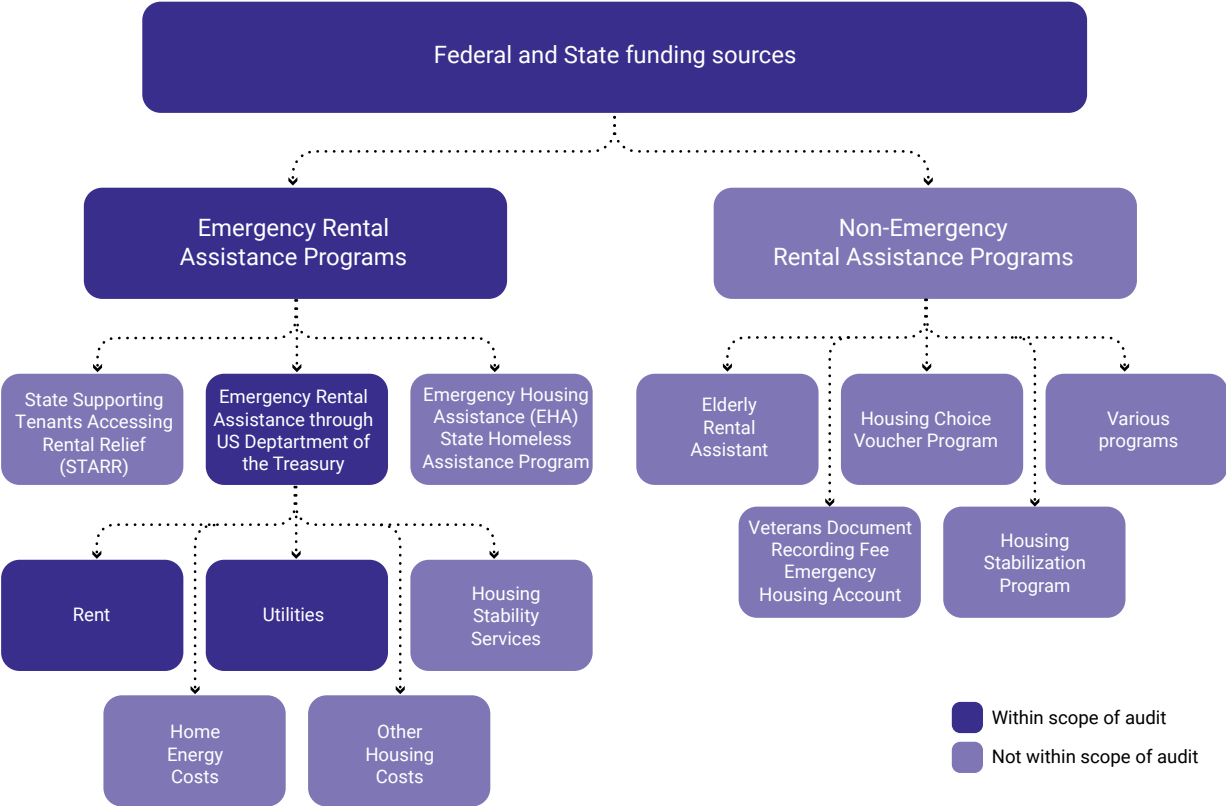 Federal and State funding sources
Emergency Rental
Assistance Programs
Non-Emergency
Rental Assistance Programs
State Supporting
Tenants Accessing
Rental Relief
(STARR)
Emergency Rental
Assistance through
US Deptartment of
the Treasury
Emergency Housing
Assistance (EHA)
State Homeless
Assistance Program
Elderly
Rental
Assistant
Housing Choice
Voucher Program
Various
programs
Veterans Document
Recording Fee
Emergency
Housing Account
Housing
Stabilization
Program
Rent
Utilities
Housing
Stability
Services
Home
Energy
Costs
Other
Housing
Costs
Within scope of audit
Not within scope of audit